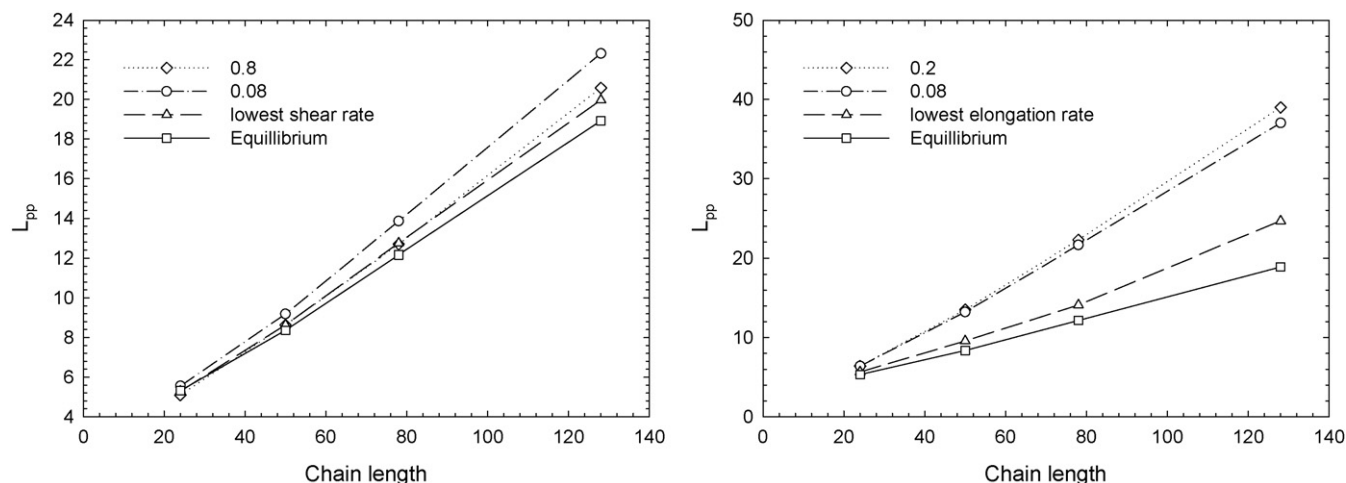 24
22
20
18
16
14
12
10
8
6
4
L_pp
0.8
0.08
lowest shear rate
Equillibrium
0 20 40 60 80 100 120 140
Chain length
50
40
30
20
10
0
L_pp
0.2
0.08
lowest elongation rate
Equillibrium
0 20 40 60 80 100 120 140
Chain length